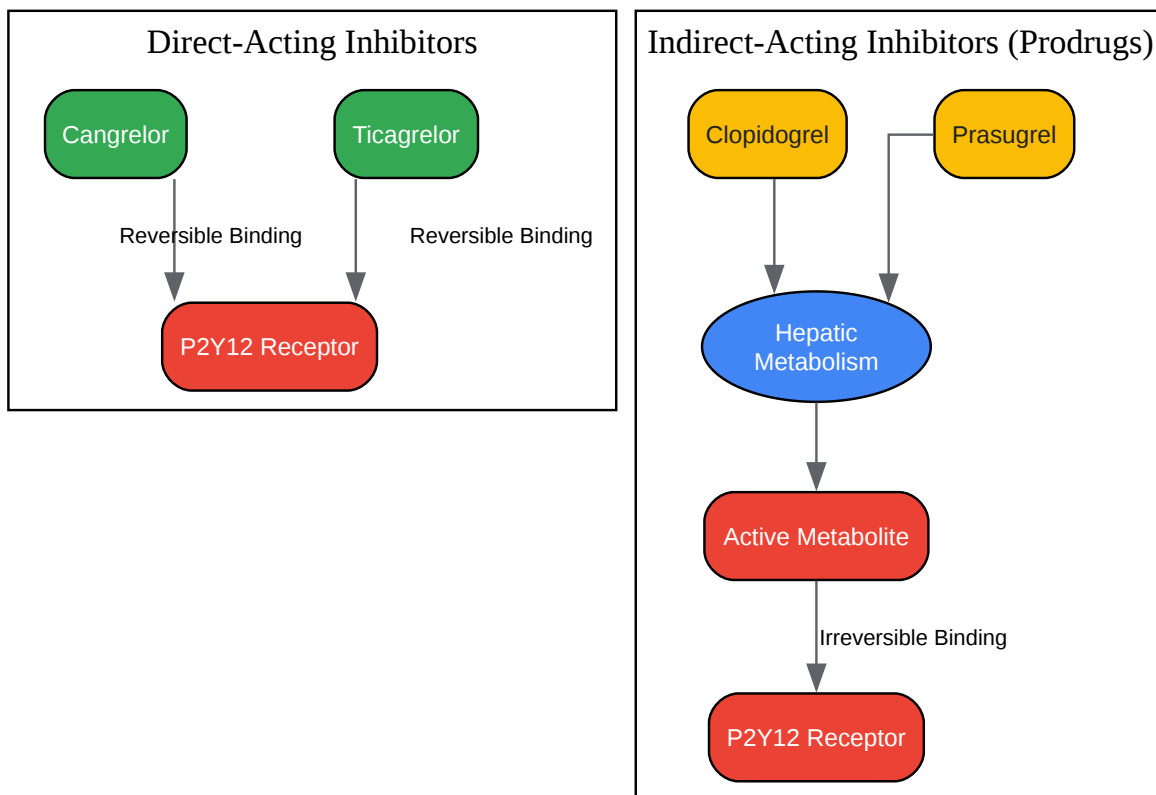 Direct-Acting Inhibitors
Cangrelor
Ticagrelor
Reversible Binding
Reversible Binding
P2Y12 Receptor
Indirect-Acting Inhibitors (Prodrugs)
Clopidogrel
Prasugrel
Hepatic
Metabolism
Active Metabolite
Irreversible Binding
P2Y12 Receptor